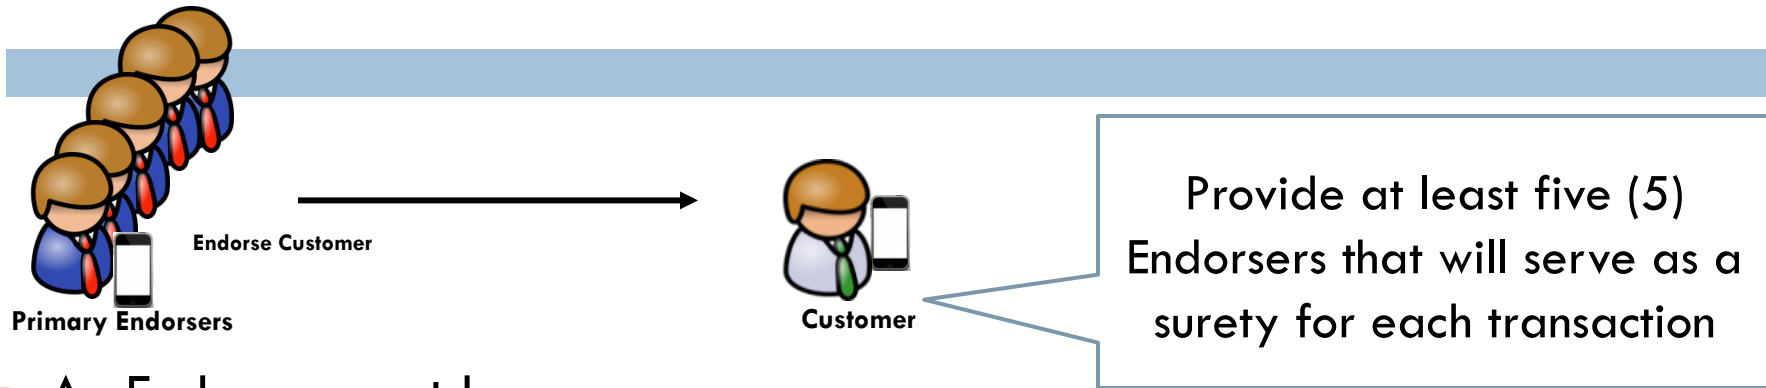 Endorse Customer
Primary Endorsers
Customer
Provide at least five (5)
Endorsers that will serve as a
surety for each transaction